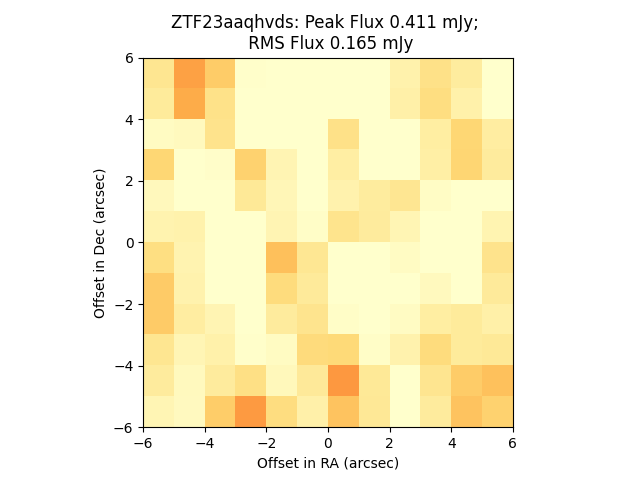 ZTF23aaqhvds: Peak Flux 0.411 mJy;
RMS Flux 0.165 mJy
6
4
2
0
−2
−4
−6
Offset in Dec (arcsec)
−6 −4 −2 0 2 4 6
Offset in RA (arcsec)